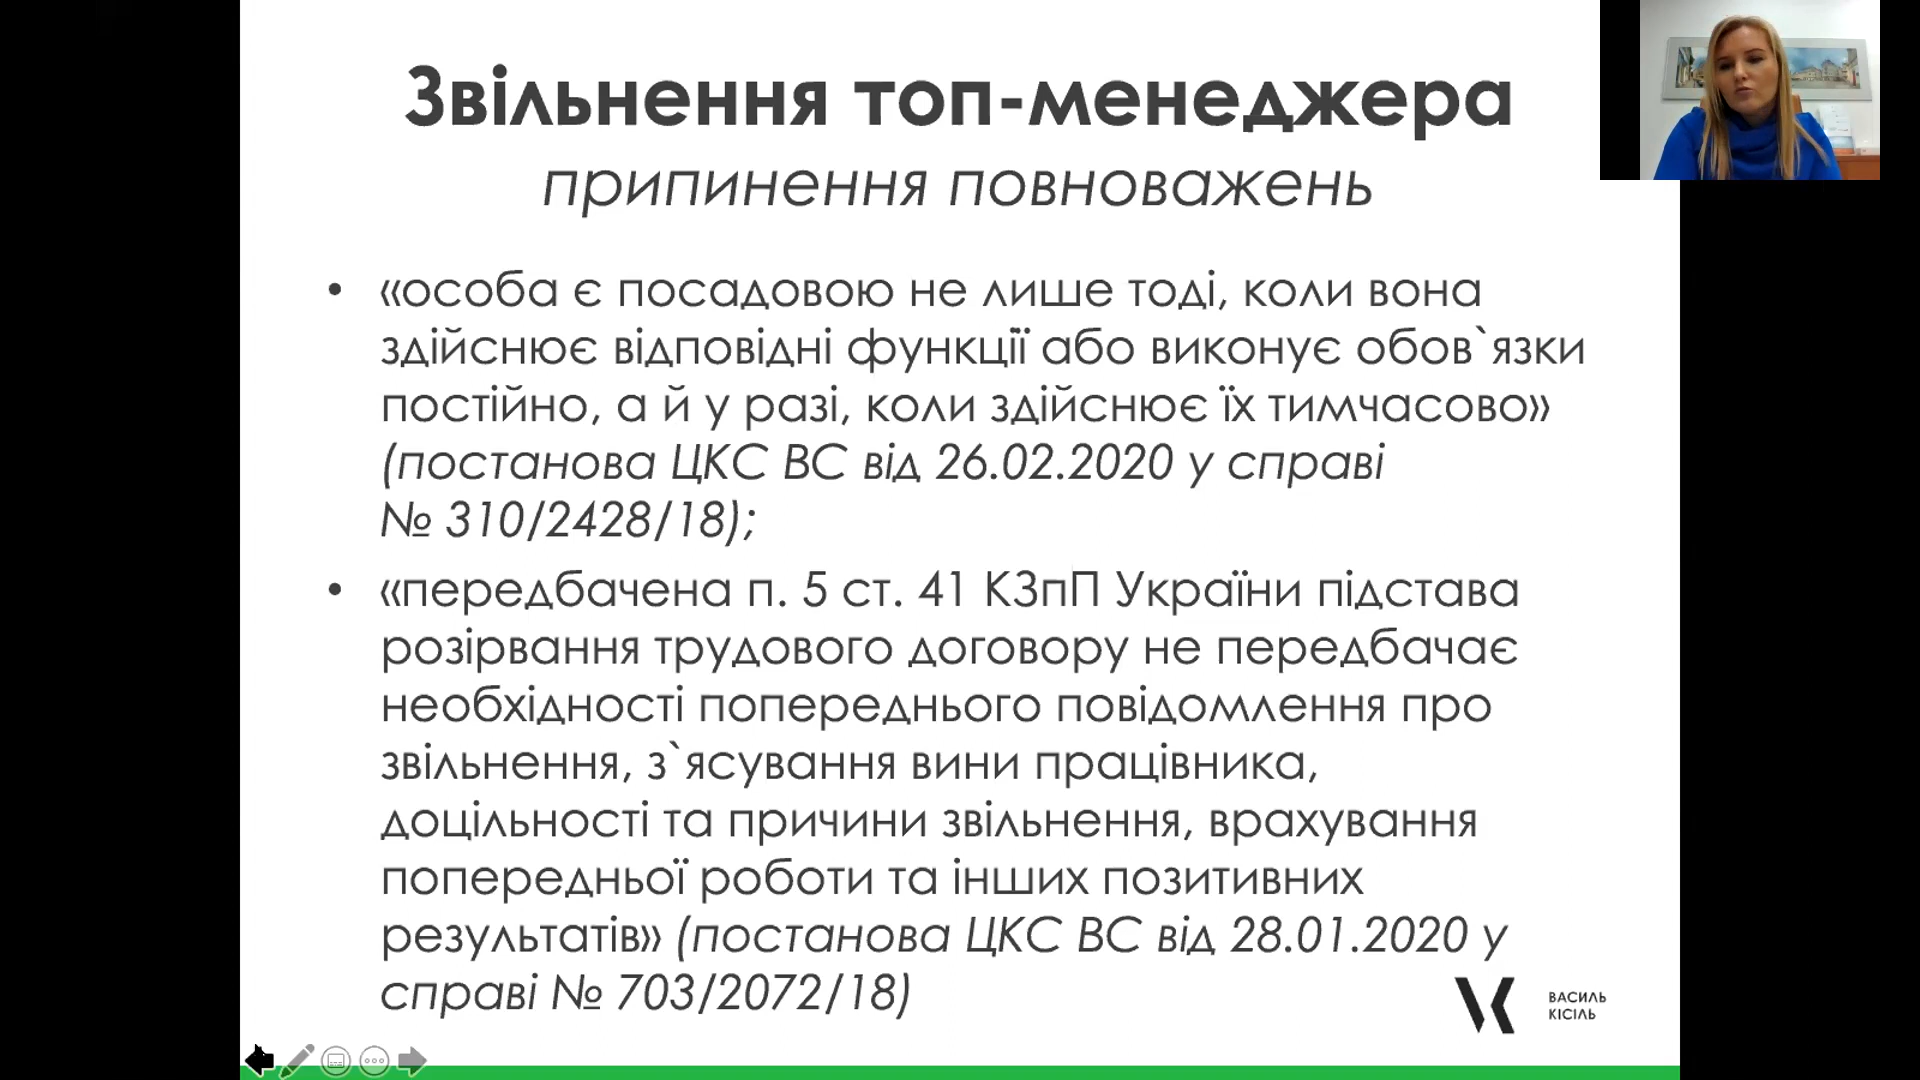 Звільнення топ-менеджера
припинення повноважень
• «особа є посадовою не лише тоді, коли вона
здійснює відповідні функції або виконує обов`язки
постійно, а й у разі, коли здійснює їх тимчасово»
(постанова ЦКС ВС від 26.02.2020 у справі
№ 310/2428/18);
• «передбачена п. 5 ст. 41 КЗпП України підстава
розірвання трудового договору не передбачає
необхідності попереднього повідомлення про
звільнення, з`ясування вини працівника,
доцільності та причини звільнення, врахування
попередньої роботи та інших позитивних
результатів» (постанова ЦКС ВС від 28.01.2020 у
справі № 703/2072/18)
ВАСИЛЬ
КІСІЛЬ